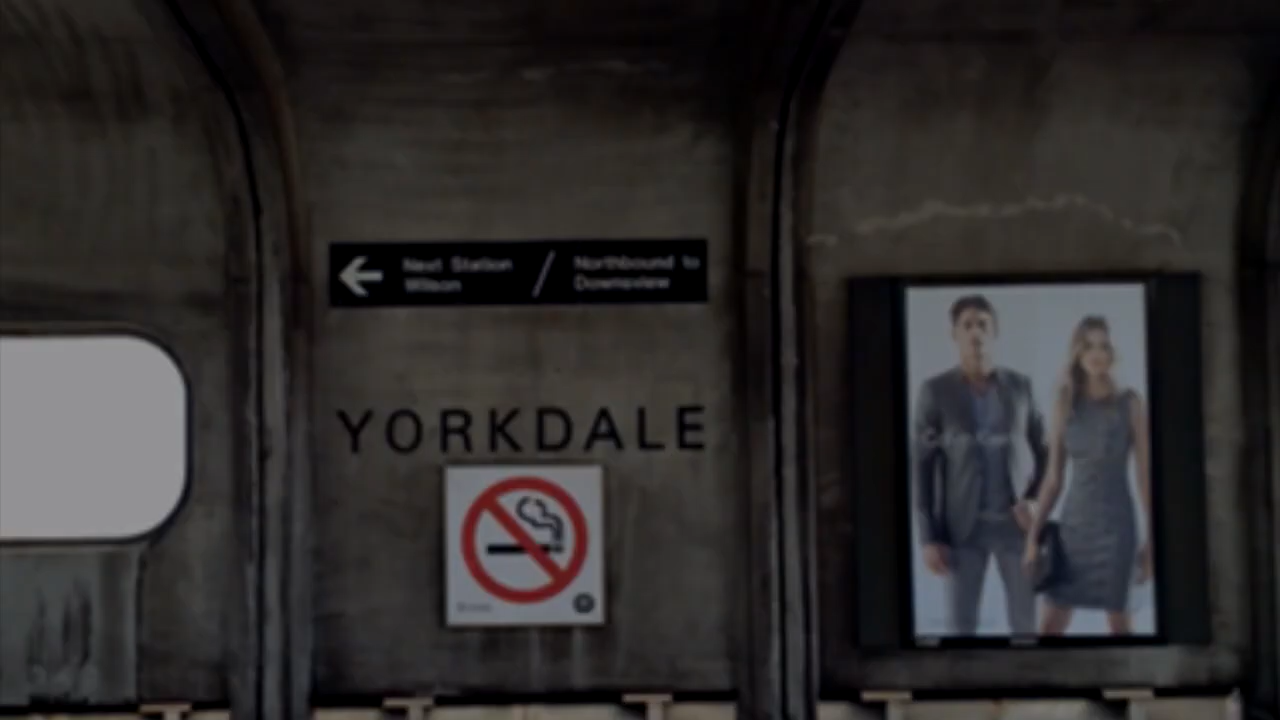 Next Station
Wilson
Northbound to
Downsview
YORKDALE